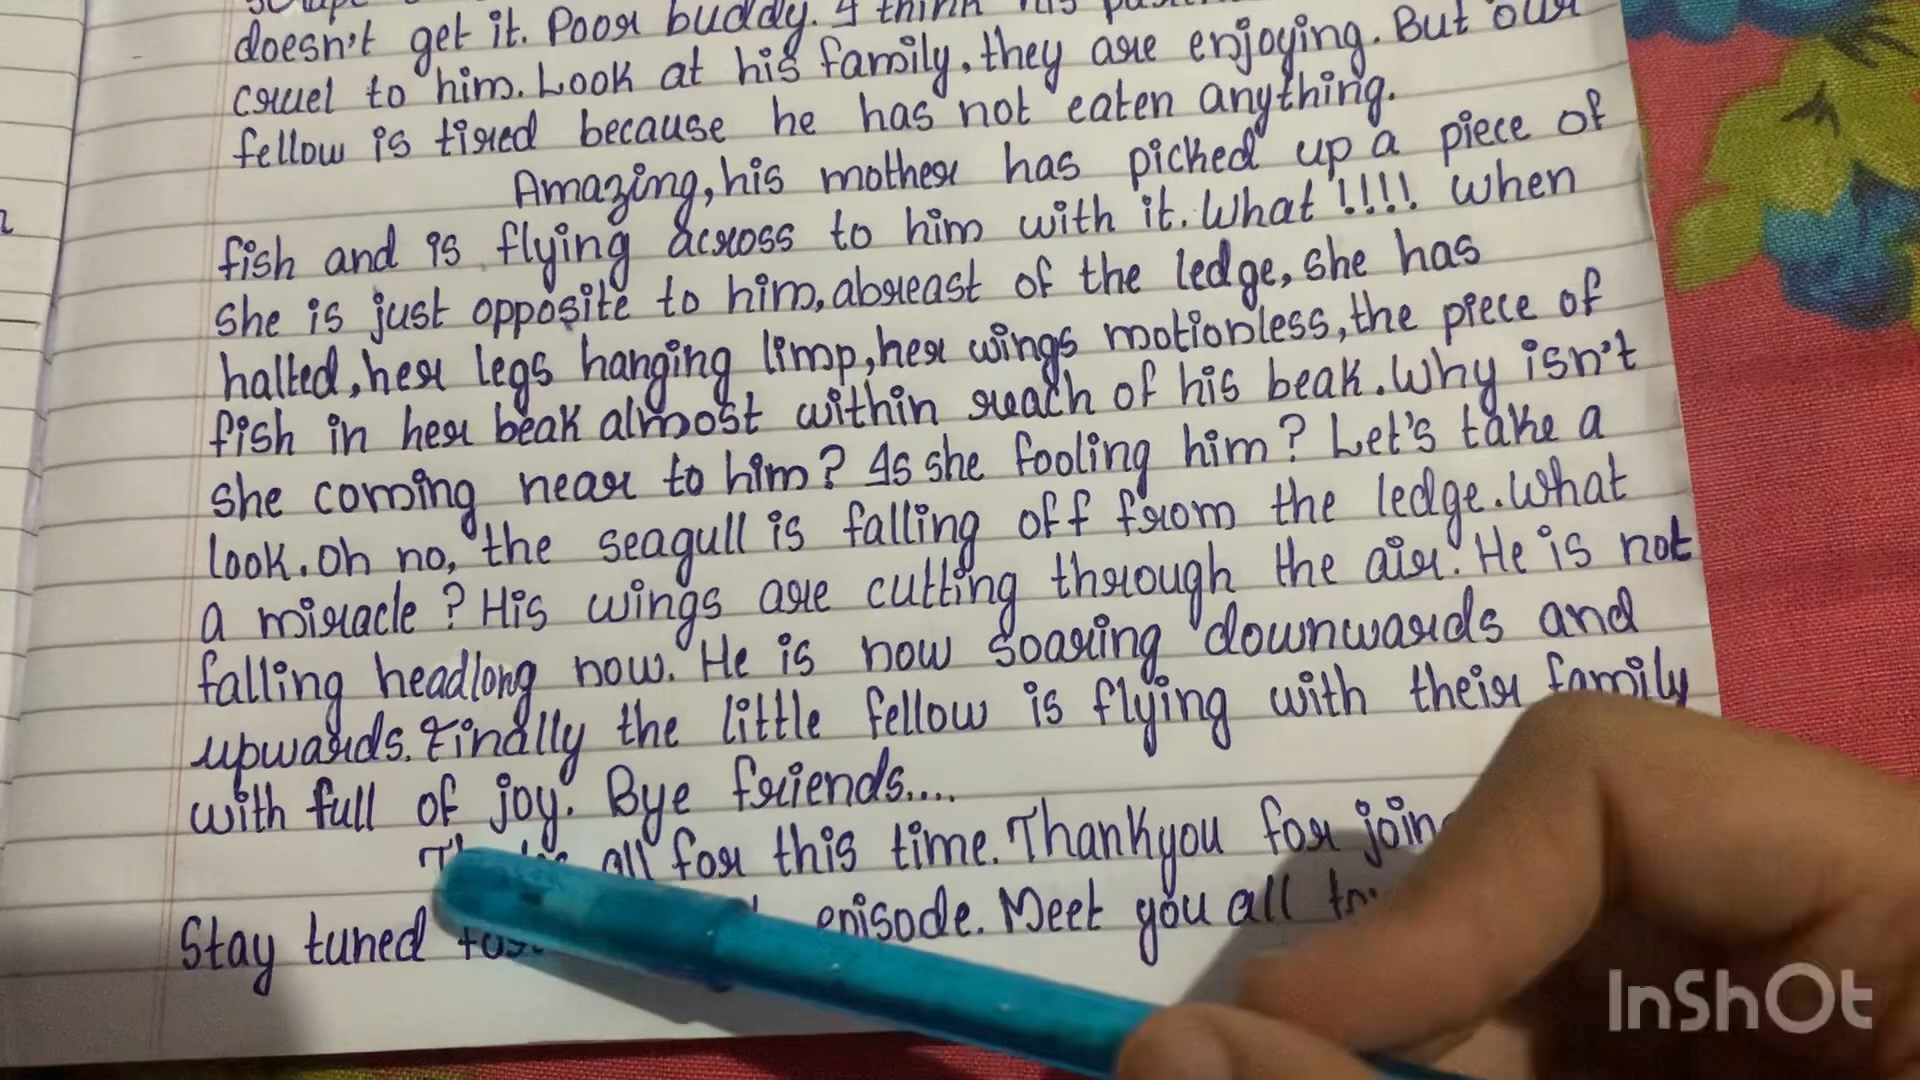 doesn't get it. Poor buddy. I think his
cruel to him. Look at his family, they are enjoying. But our
fellow is tired because he has not eaten anything.
Amazing, his mother has picked up a piece of
fish and is flying across to him with it. What !!!! When
she is just opposite to him, abreast of the ledge, she has
halted, her legs hanging limp, her wings motionless, the piece of
fish in her beak almost within reach of his beak. Why isn't
she coming near to him? Is she fooling him? Let's take a
look. Oh no, the seagull is falling off from the ledge. What
a miracle? His wings are cutting through the air. He is not
falling headlong now. He is now soaring downwards and
upwards. Finally the little fellow is flying with their family
with full of joy. Bye friends....
all for this time. Thankyou for
Stay tuned episode. Meet you all
InShOt